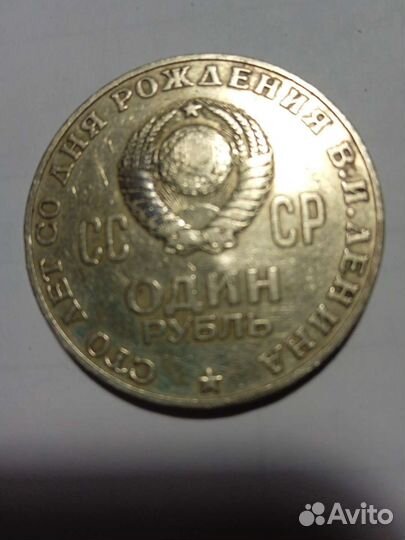 СТО ЛЕТ СО ДНЯ РОЖДЕНИЯ В.И.ЛЕНИНА
СС СР
ОДИН
РУБЛЬ
Avito